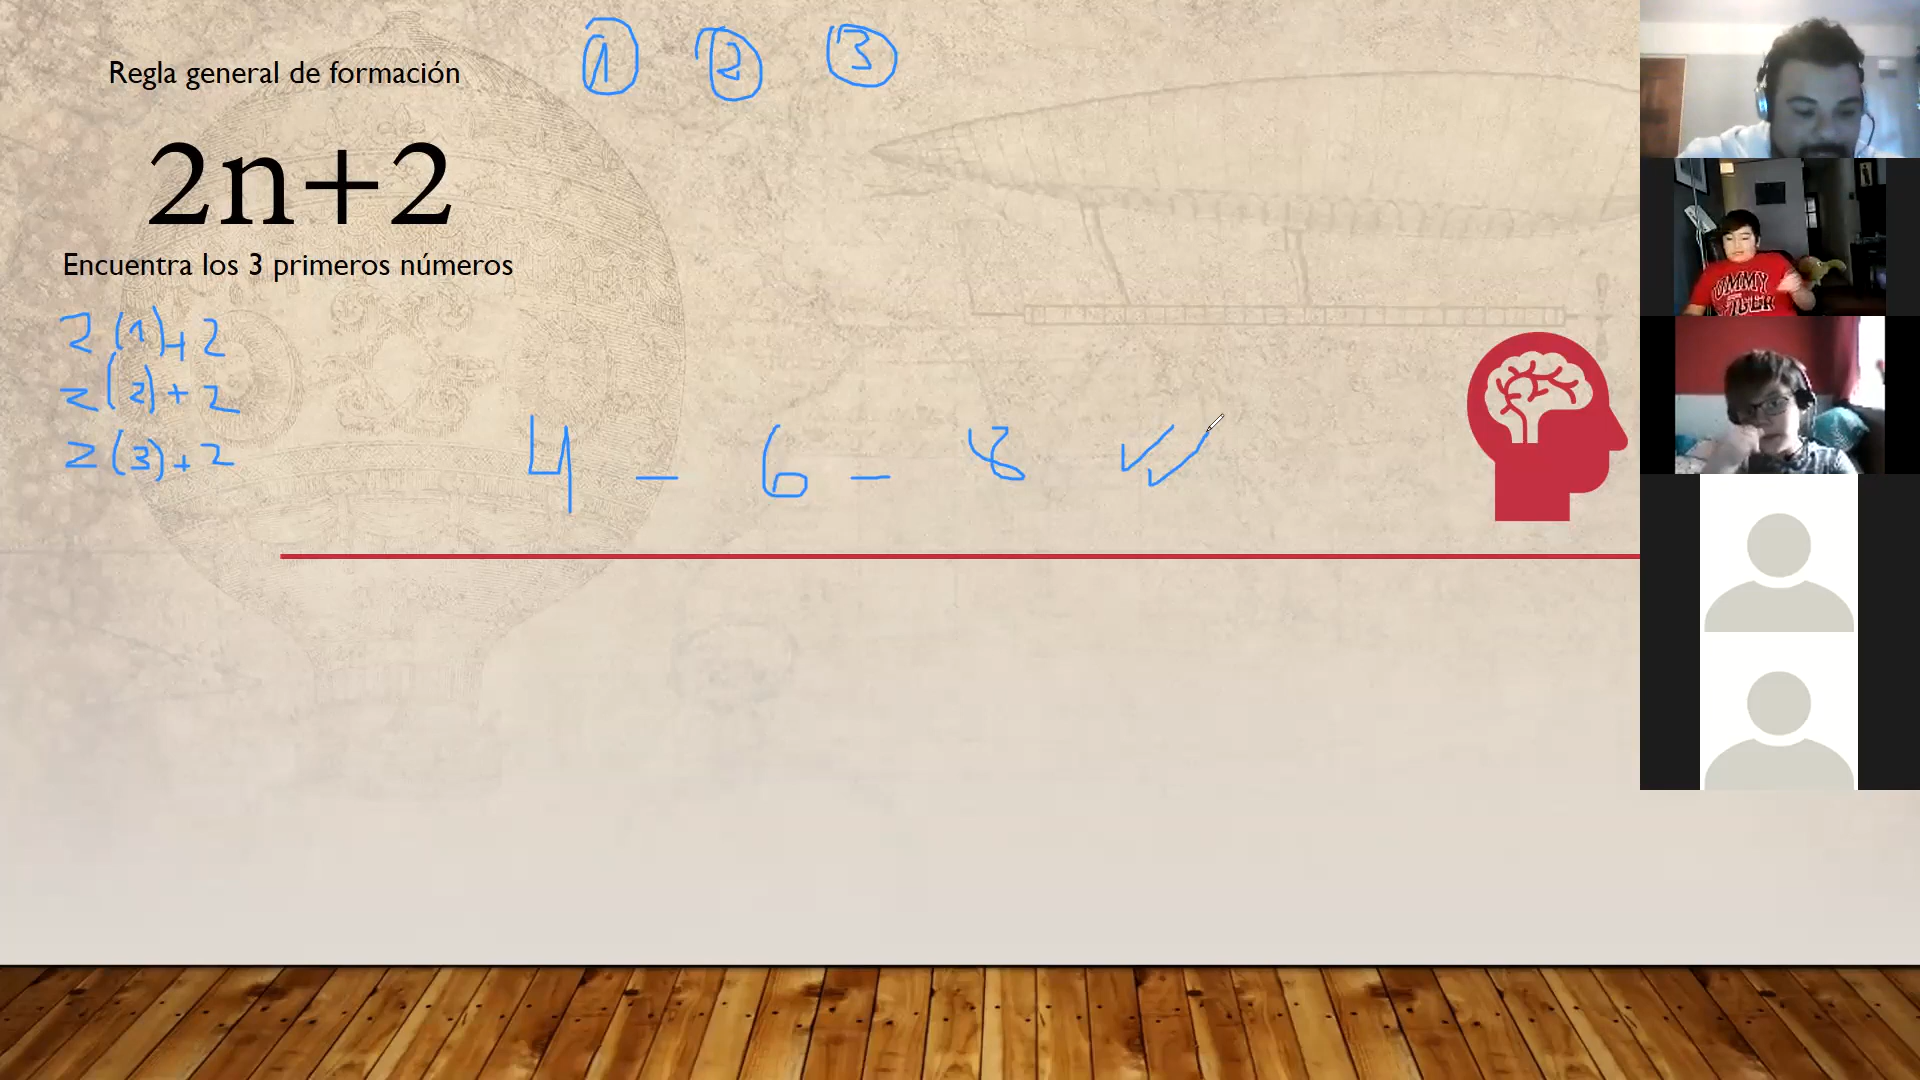 1 2 3
Regla general de formación
2n+2
Encuentra los 3 primeros números
2(1)+2
2(2)+2
2(3)+2
4 - 6 - 8
TIGER